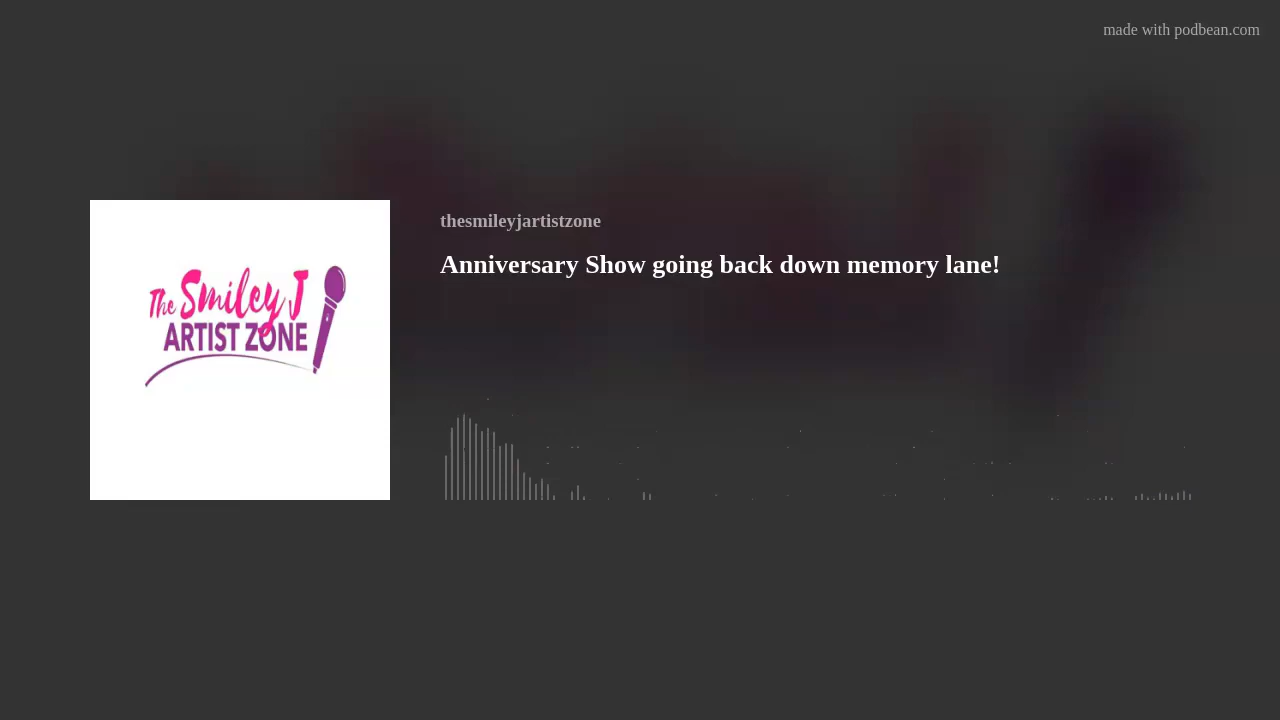 made with podbean.com
thesmileyjartistzone
Anniversary Show going back down memory lane!
The Smiley J
ARTIST ZONE